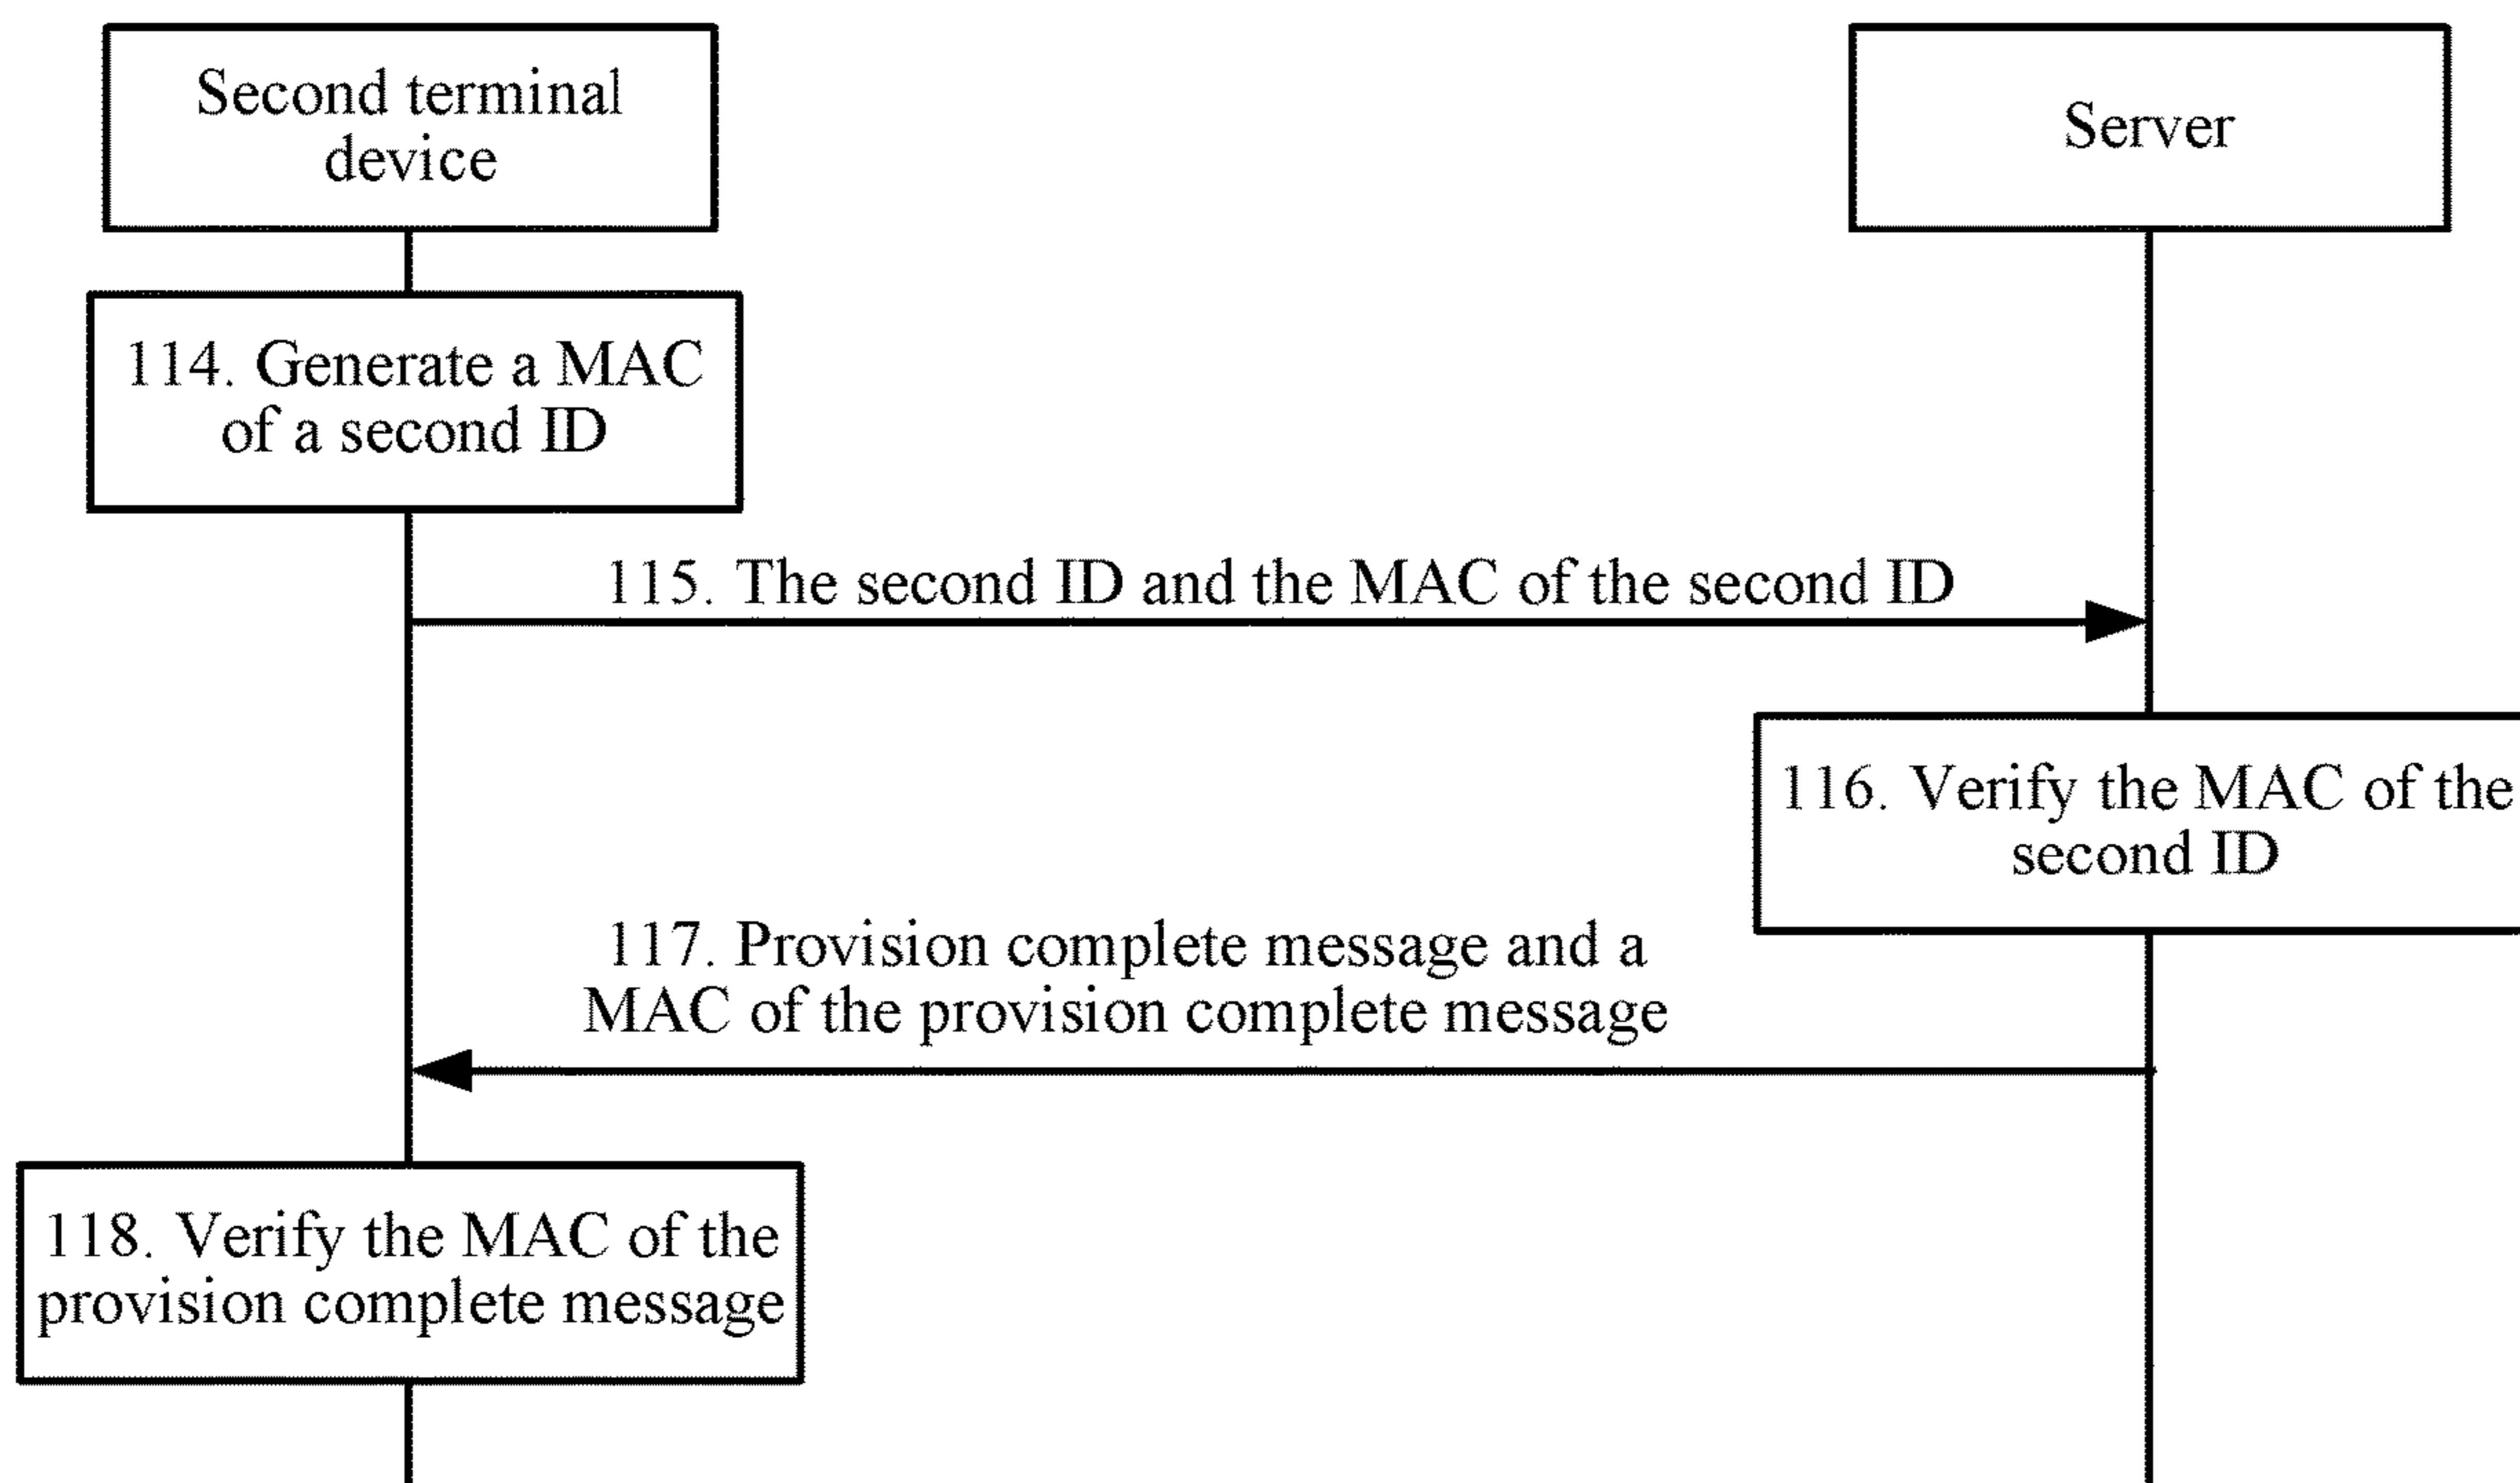 Second terminal
device
Server
114. Generate a MAC
of a second ID
115. The second ID and the MAC of the second ID
116. Verify the MAC of the
second ID
117. Provision complete message and a
MAC of the provision complete message
118. Verify the MAC of the
provision complete message